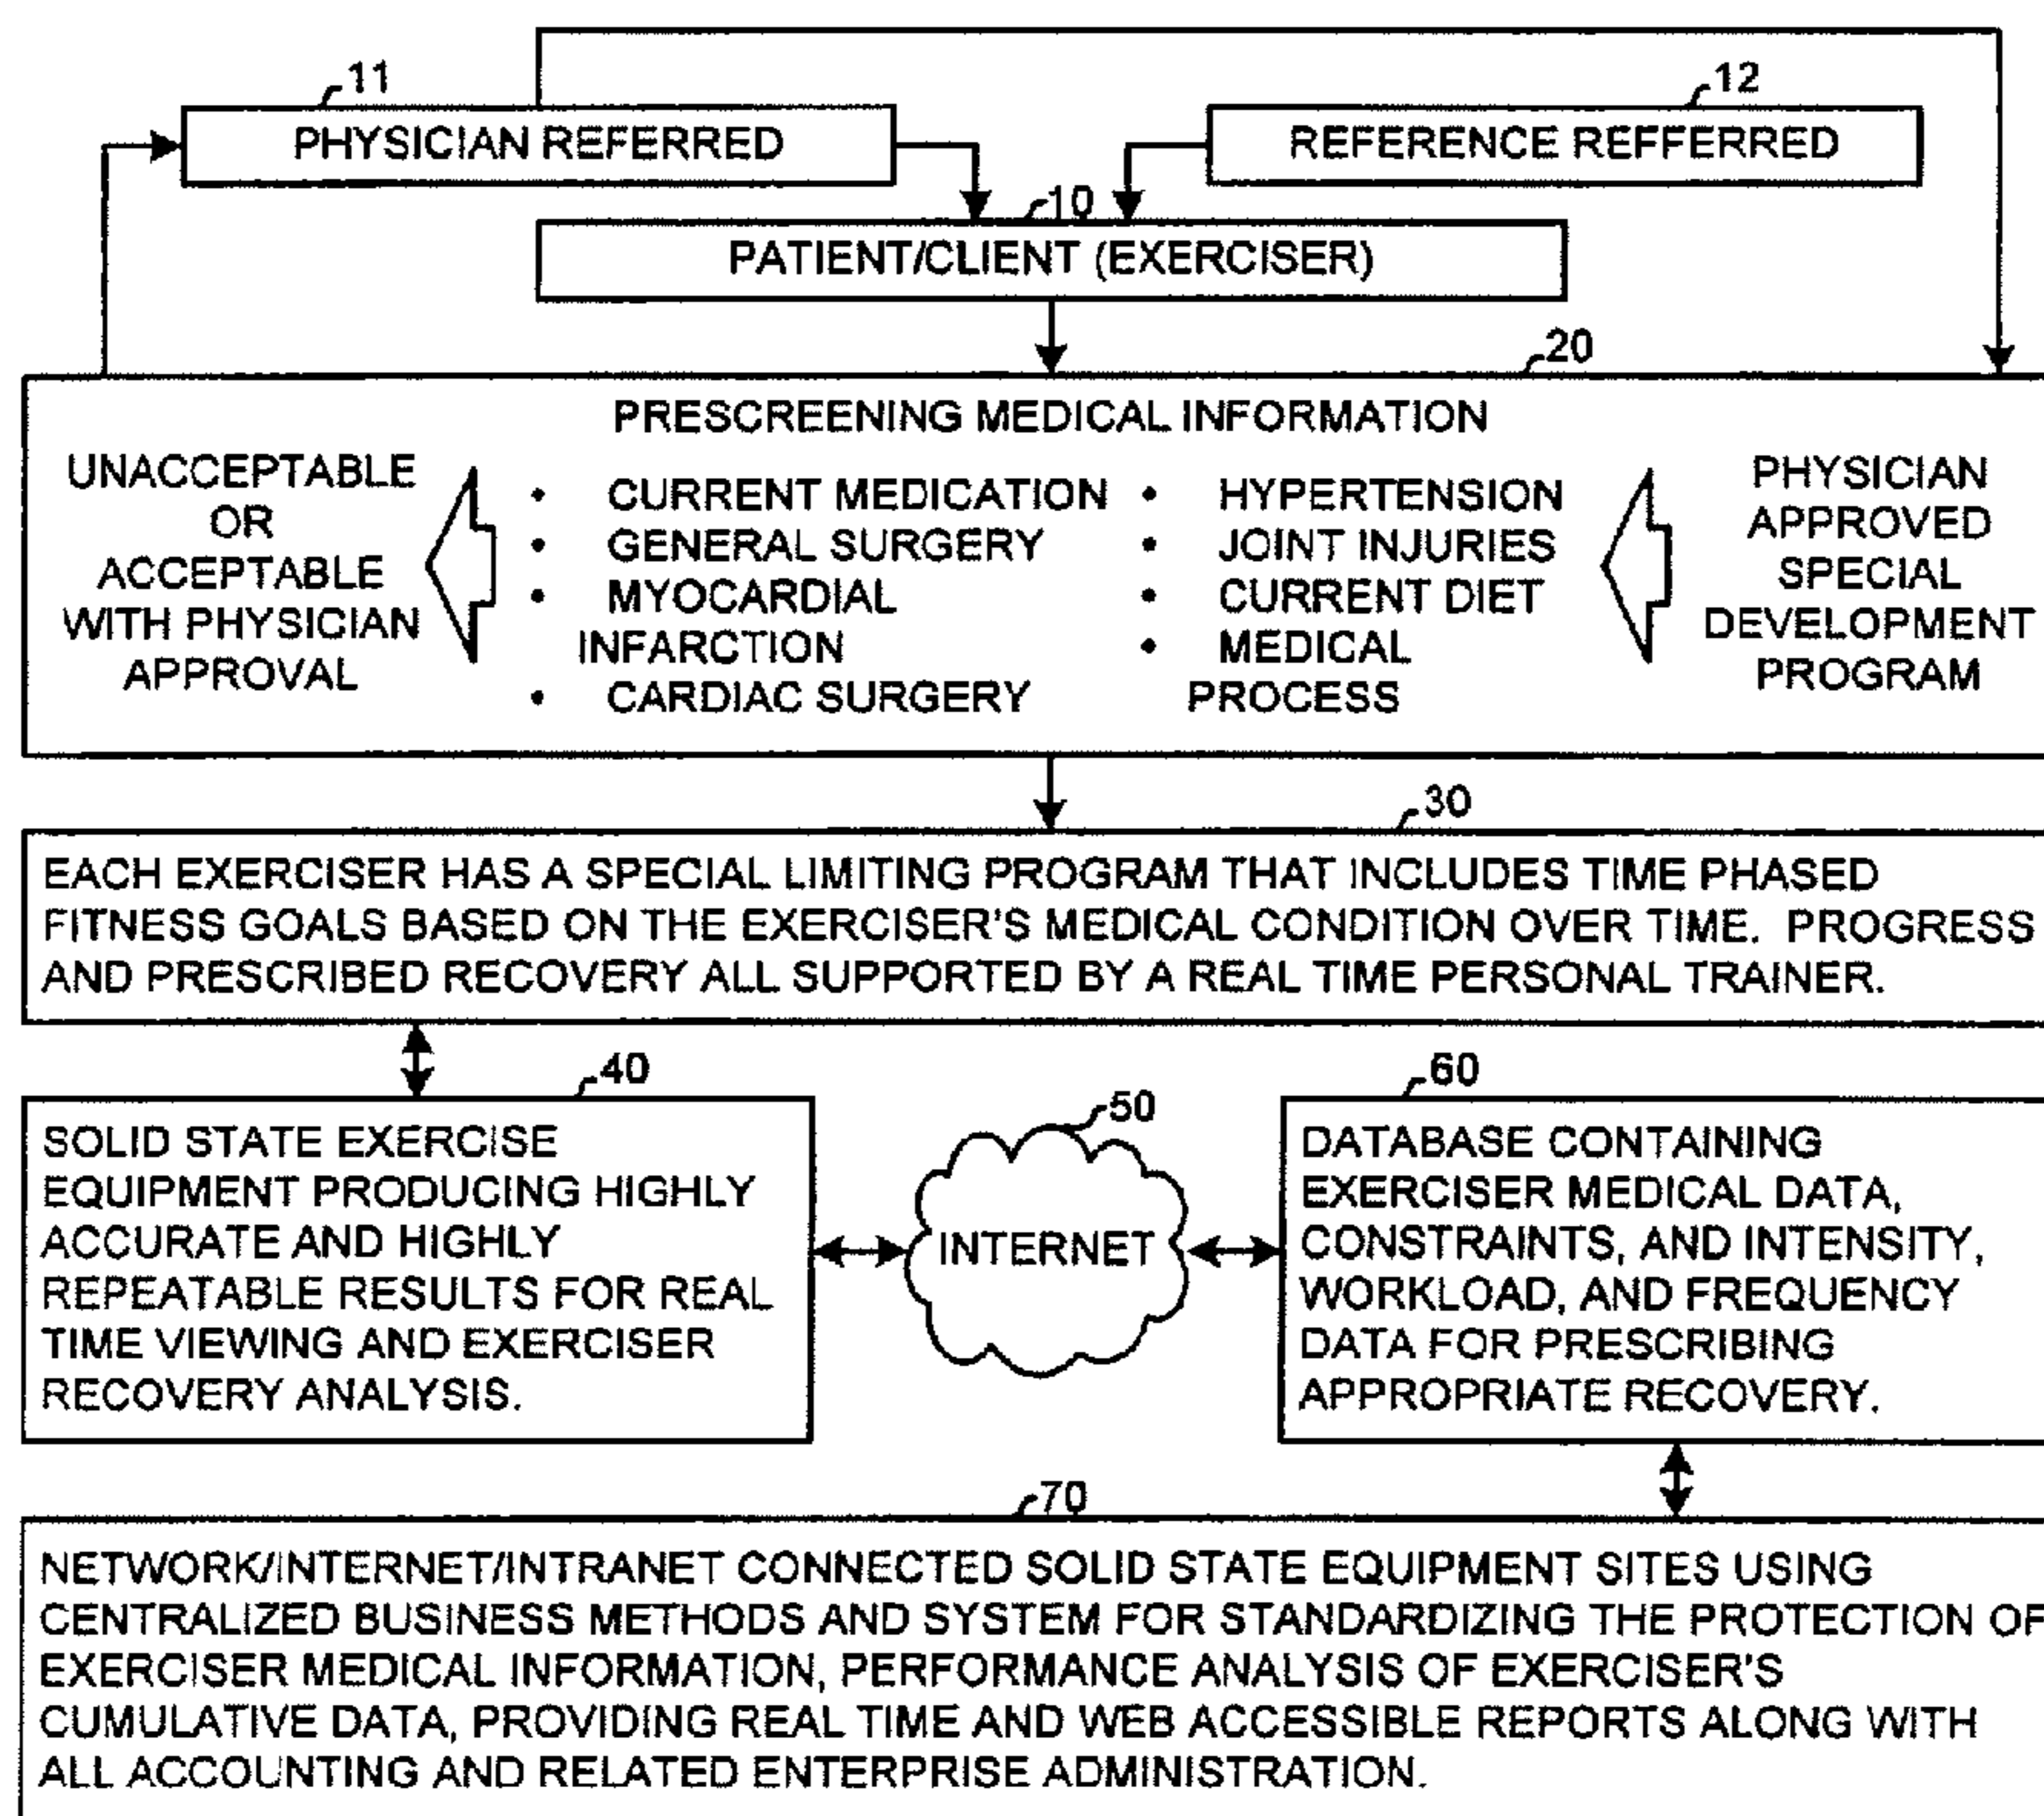 11
PHYSICIAN REFERRED
12
REFERENCE REFFERRED
10
PATIENT/CLIENT (EXERCISER)
20
PRESCREENING MEDICAL INFORMATION
UNACCEPTABLE
OR
ACCEPTABLE
WITH PHYSICIAN
APPROVAL
• CURRENT MEDICATION
• GENERAL SURGERY
• MYOCARDIAL
INFARCTION
• CARDIAC SURGERY
• HYPERTENSION
• JOINT INJURIES
• CURRENT DIET
• MEDICAL
PROCESS
PHYSICIAN
APPROVED
SPECIAL
DEVELOPMENT
PROGRAM
30
EACH EXERCISER HAS A SPECIAL LIMITING PROGRAM THAT INCLUDES TIME PHASED
FITNESS GOALS BASED ON THE EXERCISER'S MEDICAL CONDITION OVER TIME. PROGRESS
AND PRESCRIBED RECOVERY ALL SUPPORTED BY A REAL TIME PERSONAL TRAINER.
40
SOLID STATE EXERCISE
EQUIPMENT PRODUCING HIGHLY
ACCURATE AND HIGHLY
REPEATABLE RESULTS FOR REAL
TIME VIEWING AND EXERCISER
RECOVERY ANALYSIS.
50
INTERNET
60
DATABASE CONTAINING
EXERCISER MEDICAL DATA,
CONSTRAINTS, AND INTENSITY,
WORKLOAD, AND FREQUENCY
DATA FOR PRESCRIBING
APPROPRIATE RECOVERY.
70
NETWORK/INTERNET/INTRANET CONNECTED SOLID STATE EQUIPMENT SITES USING
CENTRALIZED BUSINESS METHODS AND SYSTEM FOR STANDARDIZING THE PROTECTION OF
EXERCISER MEDICAL INFORMATION, PERFORMANCE ANALYSIS OF EXERCISER'S
CUMULATIVE DATA, PROVIDING REAL TIME AND WEB ACCESSIBLE REPORTS ALONG WITH
ALL ACCOUNTING AND RELATED ENTERPRISE ADMINISTRATION.